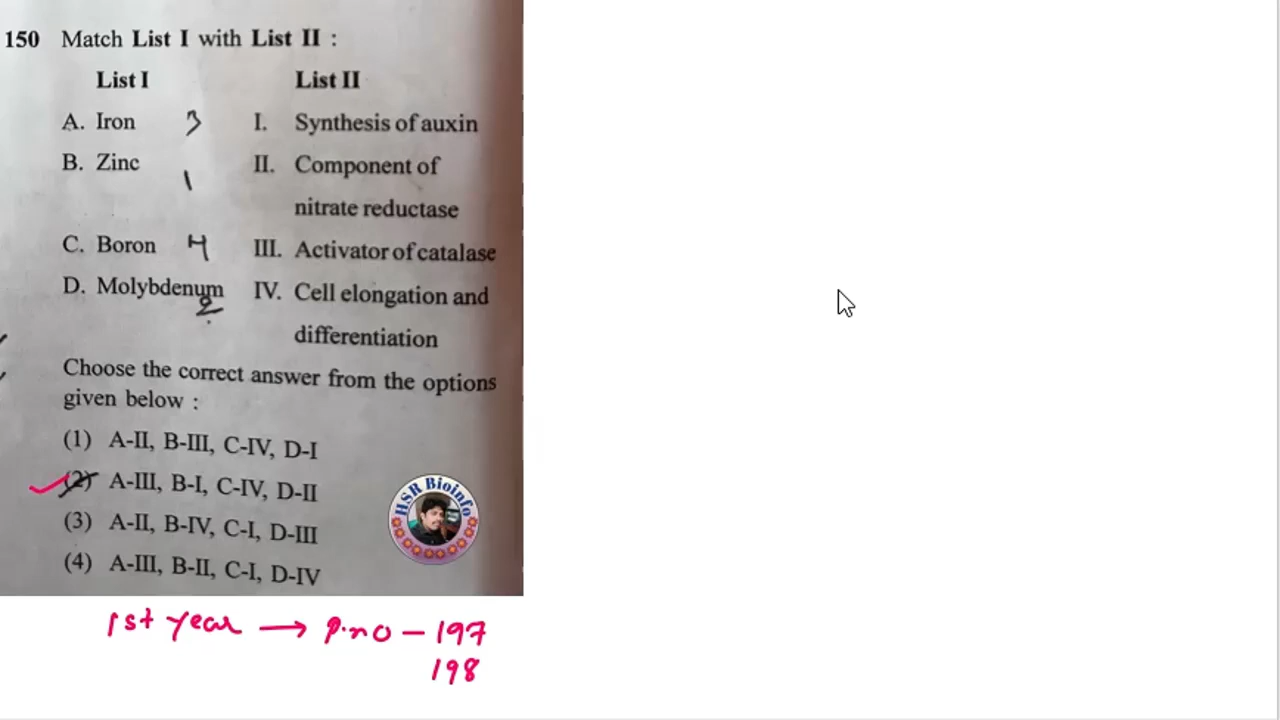 150 Match List I with List II :
List I List II
A. Iron 3 I. Synthesis of auxin
B. Zinc 1 II. Component of
nitrate reductase
C. Boron 4 III. Activator of catalase
D. Molybdenum 2 IV. Cell elongation and
differentiation
Choose the correct answer from the options
given below :
(1) A-II, B-III, C-IV, D-I
(2) A-III, B-I, C-IV, D-II
(3) A-II, B-IV, C-I, D-III
(4) A-III, B-II, C-I, D-IV
HSR Bioinfo
1st year → P.no - 197
198